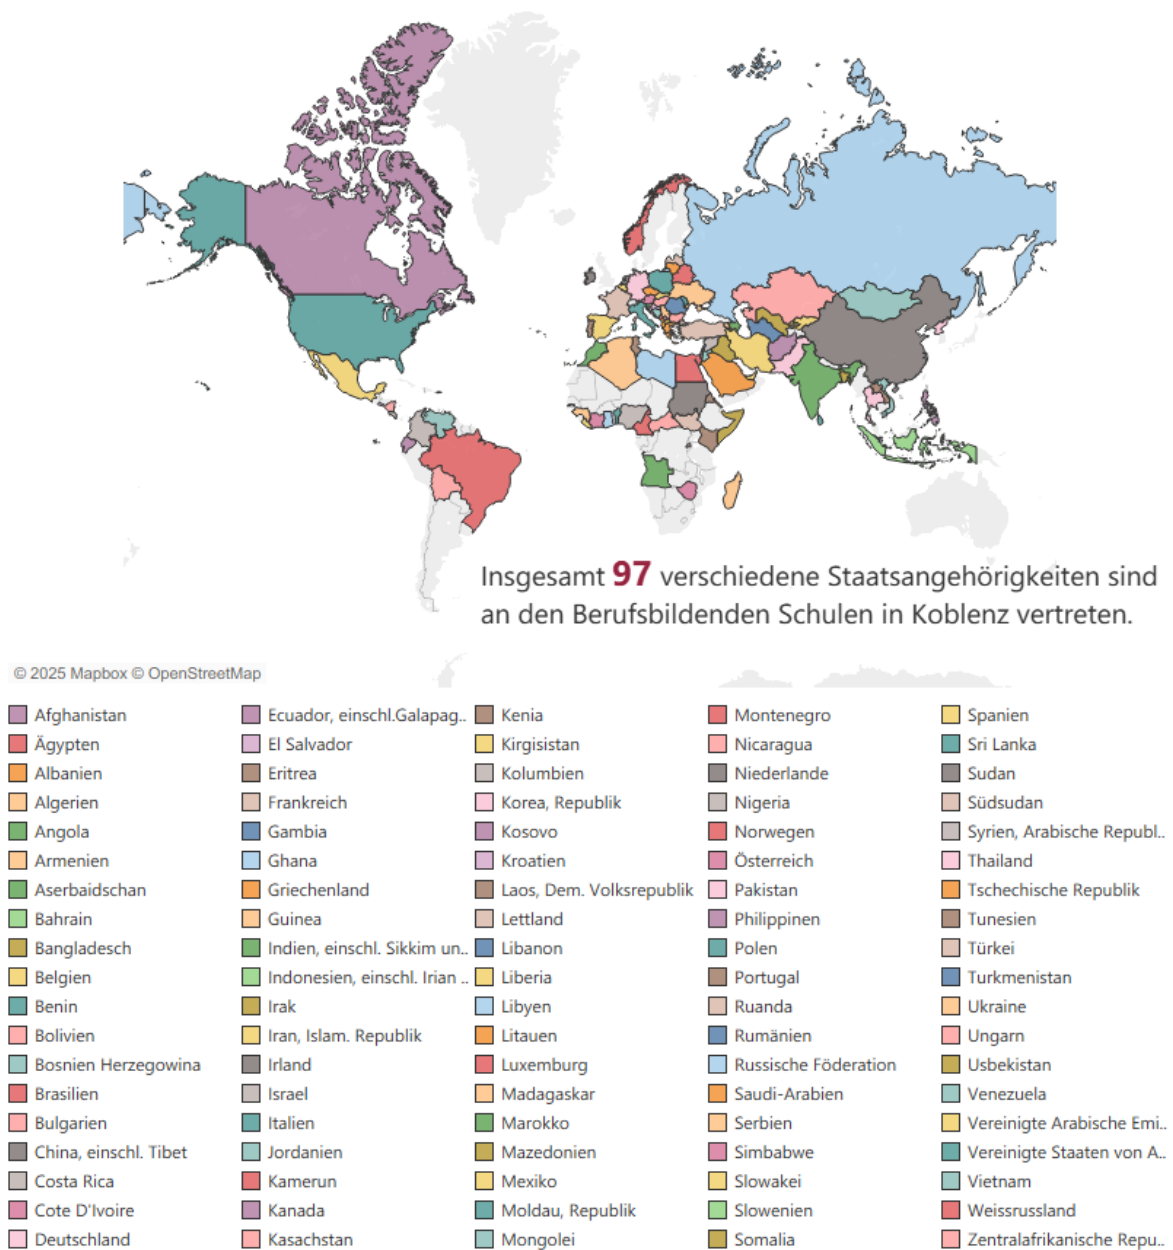 Insgesamt 97 verschiedene Staatsangehörigkeiten sind
an den Berufsbildenden Schulen in Koblenz vertreten.
© 2025 Mapbox © OpenStreetMap
Afghanistan
Ägypten
Albanien
Algerien
Angola
Armenien
Aserbaidschan
Bahrain
Bangladesch
Belgien
Benin
Bolivien
Bosnien Herzegowina
Brasilien
Bulgarien
China, einschl. Tibet
Costa Rica
Cote D'Ivoire
Deutschland
Ecuador, einschl.Galapag..
El Salvador
Eritrea
Frankreich
Gambia
Ghana
Griechenland
Guinea
Indien, einschl. Sikkim un..
Indonesien, einschl. Irian ..
Irak
Iran, Islam. Republik
Irland
Israel
Italien
Jordanien
Kamerun
Kanada
Kasachstan
Kenia
Kirgisistan
Kolumbien
Korea, Republik
Kosovo
Kroatien
Laos, Dem. Volksrepublik
Lettland
Libanon
Liberia
Libyen
Litauen
Luxemburg
Madagaskar
Marokko
Mazedonien
Mexiko
Moldau, Republik
Mongolei
Montenegro
Nicaragua
Niederlande
Nigeria
Norwegen
Österreich
Pakistan
Philippinen
Polen
Portugal
Ruanda
Rumänien
Russische Föderation
Saudi-Arabien
Serbien
Simbabwe
Slowakei
Slowenien
Somalia
Spanien
Sri Lanka
Sudan
Südsudan
Syrien, Arabische Republ..
Thailand
Tschechische Republik
Tunesien
Türkei
Turkmenistan
Ukraine
Ungarn
Usbekistan
Venezuela
Vereinigte Arabische Emi..
Vereinigte Staaten von A..
Vietnam
Weissrussland
Zentralafrikanische Repu..